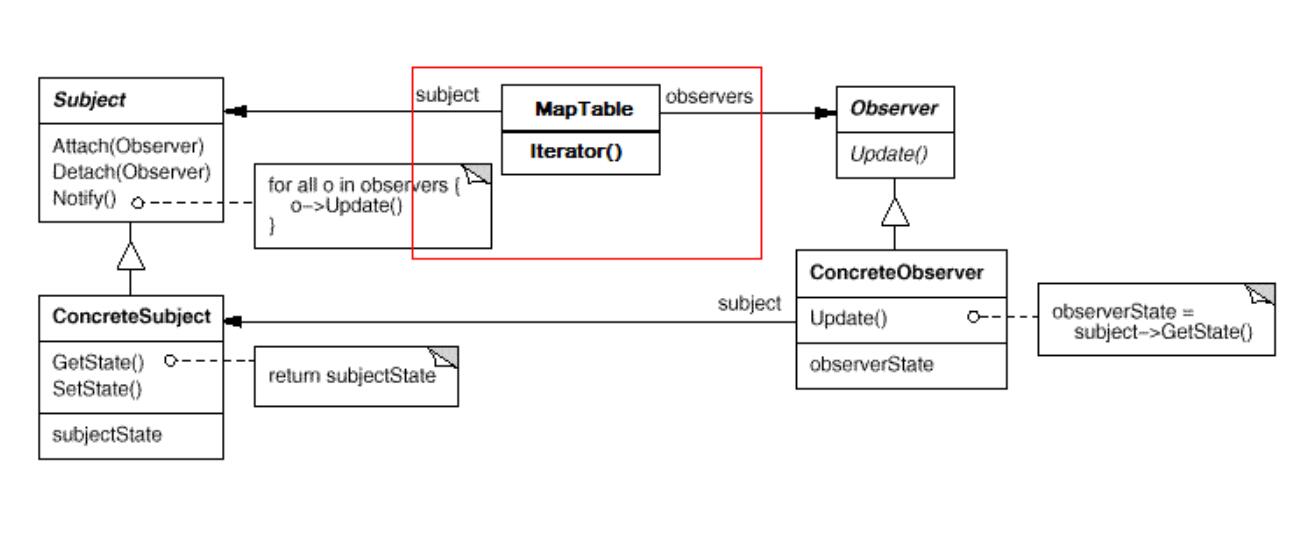 Subject
Attach(Observer)
Detach(Observer)
Notify()
for all o in observers {
o->Update()
}
subject
MapTable
Iterator()
observers
Observer
Update()
ConcreteSubject
GetState()
SetState()
subjectState
return subjectState
subject
ConcreteObserver
Update()
observerState
observerState =
subject->GetState()